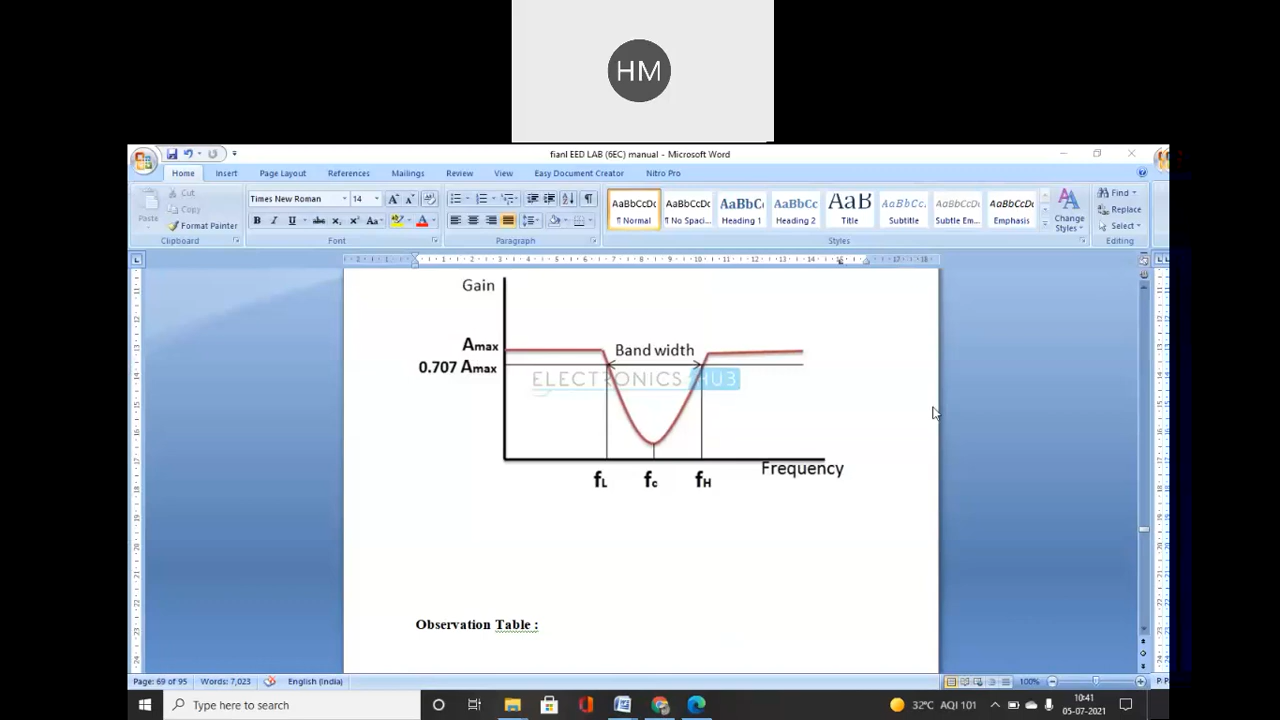 HM
fianl EED LAB (6EC) manual - Microsoft Word
Home Insert Page Layout References Mailings Review View Easy Document Creator Nitro Pro
Paste
Cut
Copy
Format Painter
Clipboard
Times New Roman 14
Font
Paragraph
AaBbCcDc AaBbCcDc AaBbC AaBbCc AaB AaBbCc. AaBbCcDc AaBbCcDc
¶ Normal ¶ No Spaci... Heading 1 Heading 2 Title Subtitle Subtle Em... Emphasis
Change Styles
Styles
Find
Replace
Select
Editing
Gain
Amax
Band width
0.707 Amax
ELECTRONICS HU3
Frequency
fL fc fH
Observation Table :
Page: 69 of 95 Words: 7,023 English (India) 100%
Type here to search
32°C AQI 101
10:41
05-07-2021